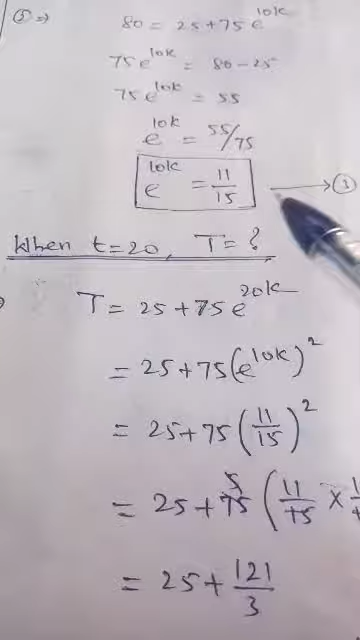 ⑤ ⇒ 80 = 25 + 75 e^{10k}
75 e^{10k} = 80 - 25
75 e^{10k} = 55
e^{10k} = 55/75
e^{10k} = 11/15 → ③
When t = 20, T = ?
T = 25 + 75 e^{20k}
= 25 + 75 (e^{10k})^2
= 25 + 75 (11/15)^2
= 25 + 75 5 (11/15 ×
= 25 + 121/3